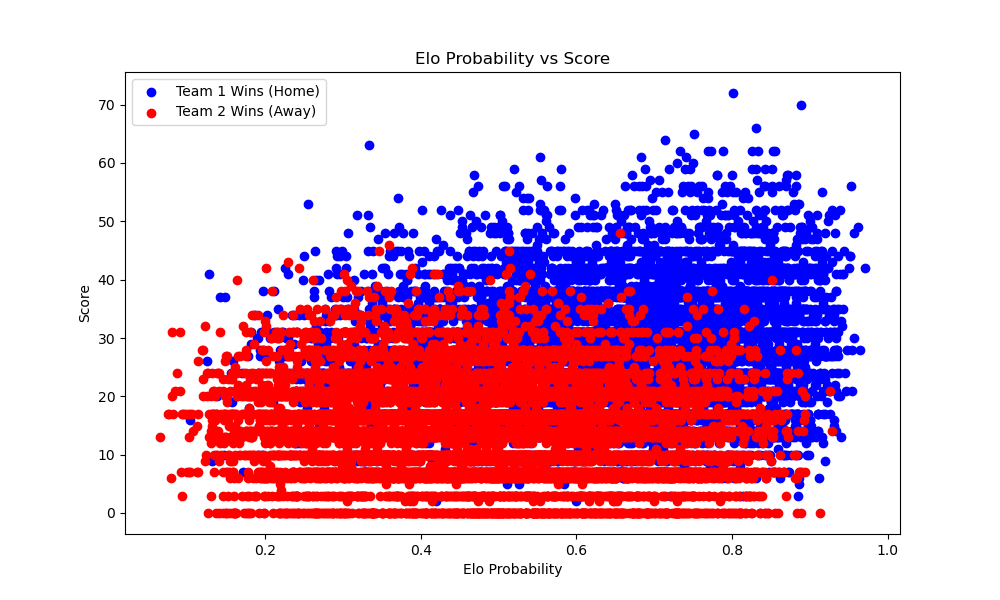 Elo Probability vs Score
Team 1 Wins (Home)
Team 2 Wins (Away)
Score
70
60
50
40
30
20
10
0
0.2 0.4 0.6 0.8 1.0
Elo Probability